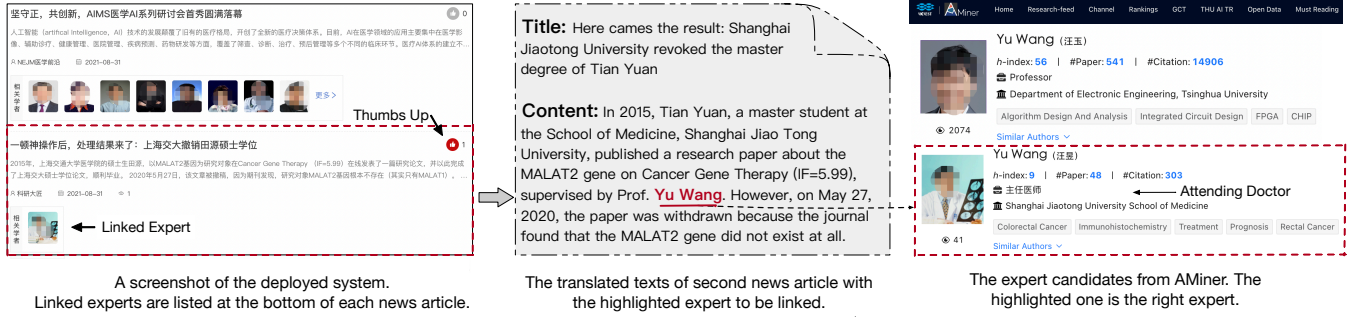 坚守正，共创新，AIMS医学AI系列研讨会首秀圆满落幕
0
人工智能（artifical Intelligence，AI）技术的发展颠覆了旧有的医疗格局，开创了全新的医疗决策体系。目前，AI在医学领域的应用主要集中在医学影
像、辅助诊疗、健康管理、医院管理、疾病预测、药物研发等方面，覆盖了筛查、诊断、治疗、预后管理等多个不同的临床环节。医疗AI体系的建立不...
NEJM医学前沿 2021-08-31
相关学者
更多>
Thumbs Up
一顿神操作后，处理结果来了：上海交大撤销田源硕士学位
1
2015年，上海交通大学医学院的硕士生田源，以MALAT2基因为研究对象在Cancer Gene Therapy （IF=5.99）在线发表了一篇研究论文，并以此完成
了上海交大硕士学位论文，顺利毕业。 2020年5月27日，该文章被撤稿，因为期刊发现，研究对象MALAT2基因根本不存在（其实只有MALAT1）。 ...
科研大匠 2021-08-31 1
相关学者
Linked Expert
A screenshot of the deployed system.
Linked experts are listed at the bottom of each news article.
Title: Here cames the result: Shanghai
Jiaotong University revoked the master
degree of Tian Yuan
Content: In 2015, Tian Yuan, a master student at
the School of Medicine, Shanghai Jiao Tong
University, published a research paper about the
MALAT2 gene on Cancer Gene Therapy (IF=5.99),
supervised by Prof. Yu Wang. However, on May 27,
2020, the paper was withdrawn because the journal
found that the MALAT2 gene did not exist at all.
The translated texts of second news article with
the highlighted expert to be linked.
AMiner Home Research-feed Channel Rankings GCT THU AI TR Open Data Must Reading
Yu Wang (汪玉)
h-index: 56 | #Paper: 541 | #Citation: 14906
Professor
Department of Electronic Engineering, Tsinghua University
Algorithm Design And Analysis Integrated Circuit Design FPGA CHIP
2074
Similar Authors
Yu Wang (汪昱)
h-index: 9 | #Paper: 48 | #Citation: 303
主任医师
Attending Doctor
Shanghai Jiaotong University School of Medicine
Colorectal Cancer Immunohistochemistry Treatment Prognosis Rectal Cancer
41
Similar Authors
The expert candidates from AMiner. The
highlighted one is the right expert.